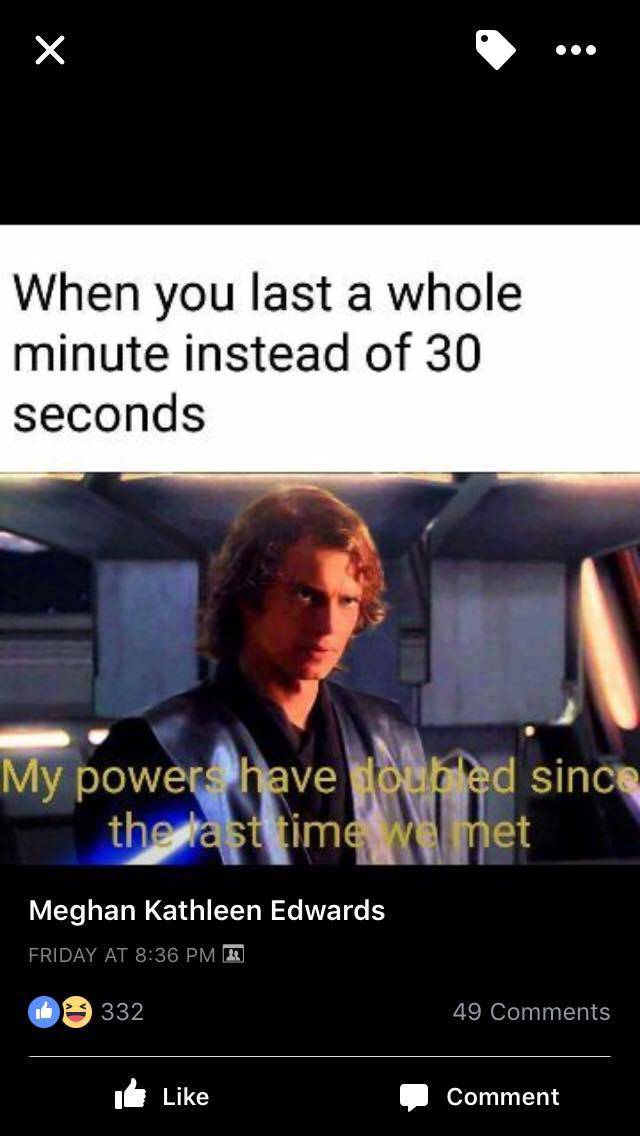 When you last a whole
minute instead of 30
seconds
My powers have doubled since
the last time we met
Meghan Kathleen Edwards
FRIDAY AT 8:36 PM
332
49 Comments
Like
Comment